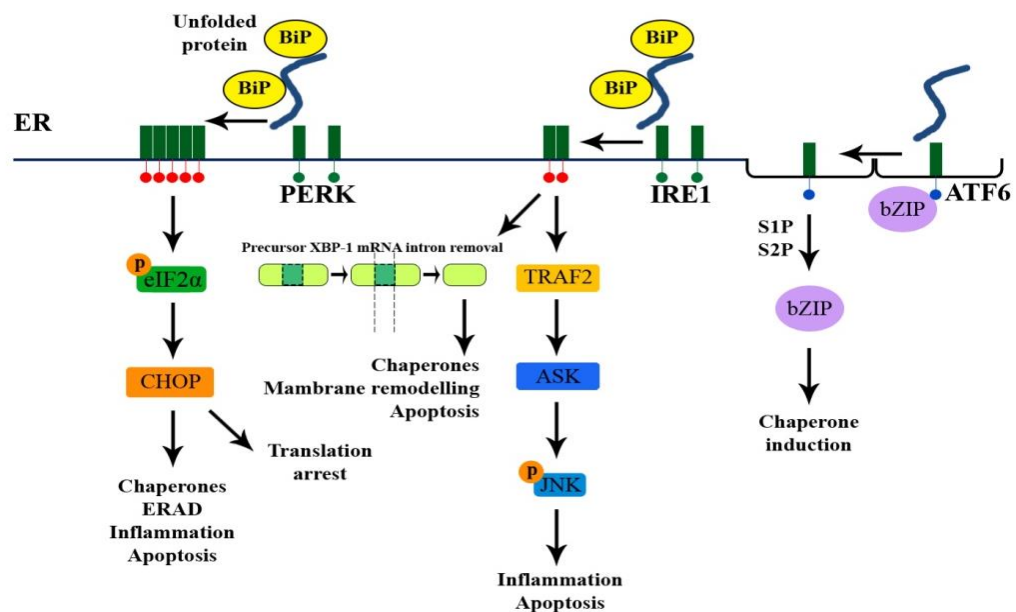 Unfolded
protein
BiP
BiP
BiP
BiP
ER
PERK
IRE1
ATF6
bZIP
S1P
S2P
bZIP
Chaperone
induction
Precursor XBP-1 mRNA intron removal
p
eIF2α
TRAF2
CHOP
Chaperones
Mambrane remodelling
Apoptosis
ASK
Translation
arrest
Chaperones
ERAD
Inflammation
Apoptosis
p
JNK
Inflammation
Apoptosis